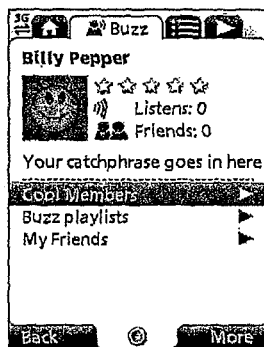 3G
Buzz
Billy Pepper
Listens: 0
Friends: 0
Your catchphrase goes in here
Cool Members
Buzz playlists
My Friends
Back More